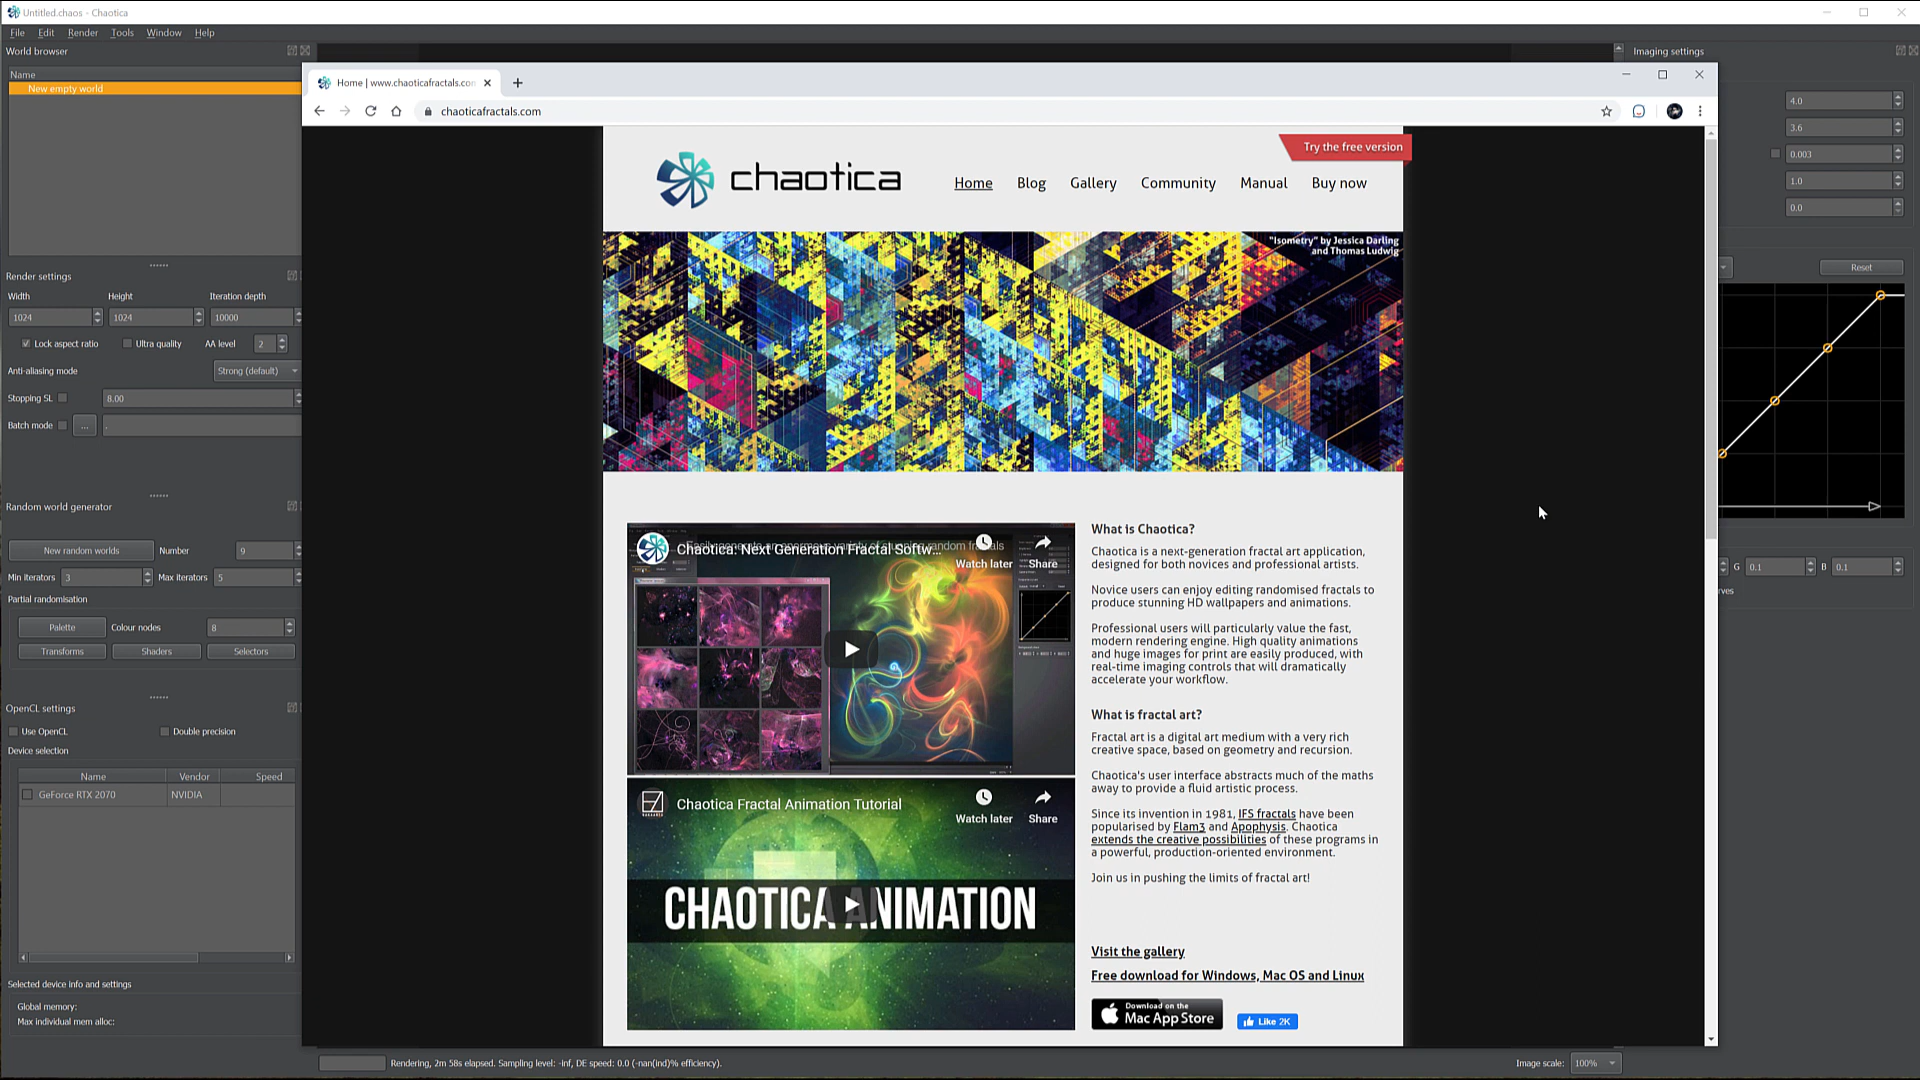 Untitled.chaos - Chaotica
File Edit Render Tools Window Help
World browser
Name
New empty world
Render settings
Width Height Iteration depth
1024 1024 10000
Lock aspect ratio Ultra quality AA level 2
Anti-aliasing mode Strong (default)
Stopping SL 8.00
Batch mode ... .
Random world generator
New random worlds Number 9
Min iterators 3 Max iterators 5
Partial randomisation
Palette Colour nodes 8
Transforms Shaders Selectors
OpenCL settings
Use OpenCL Double precision
Device selection
Name Vendor Speed
GeForce RTX 2070 NVIDIA
Selected device info and settings
Global memory:
Max individual mem alloc:
Home | www.chaoticafractals.con
chaoticafractals.com
Try the free version
chaotica
Home Blog Gallery Community Manual Buy now
"Isometry" by Jessica Darling
and Thomas Ludwig
Chaotica: Next Generation Fractal Softw...
Watch later Share
Chaotica Fractal Animation Tutorial
Watch later Share
CHAOTICA ANIMATION
What is Chaotica?
Chaotica is a next-generation fractal art application,
designed for both novices and professional artists.
Novice users can enjoy editing randomised fractals to
produce stunning HD wallpapers and animations.
Professional users will particularly value the fast,
modern rendering engine. High quality animations
and huge images for print are easily produced, with
real-time imaging controls that will dramatically
accelerate your workflow.
What is fractal art?
Fractal art is a digital art medium with a very rich
creative space, based on geometry and recursion.
Chaotica's user interface abstracts much of the maths
away to provide a fluid artistic process.
Since its invention in 1981, IFS fractals have been
popularised by Flam3 and Apophysis. Chaotica
extends the creative possibilities of these programs in
a powerful, production-oriented environment.
Join us in pushing the limits of fractal art!
Visit the gallery
Free download for Windows, Mac OS and Linux
Download on the
Mac App Store
Like 2K
Imaging settings
4.0
3.6
0.003
1.0
0.0
Reset
G 0.1 B 0.1
rves
Rendering, 2m 58s elapsed. Sampling level: -inf, DE speed: 0.0 (-nan(ind)% efficiency).
Image scale: 100%